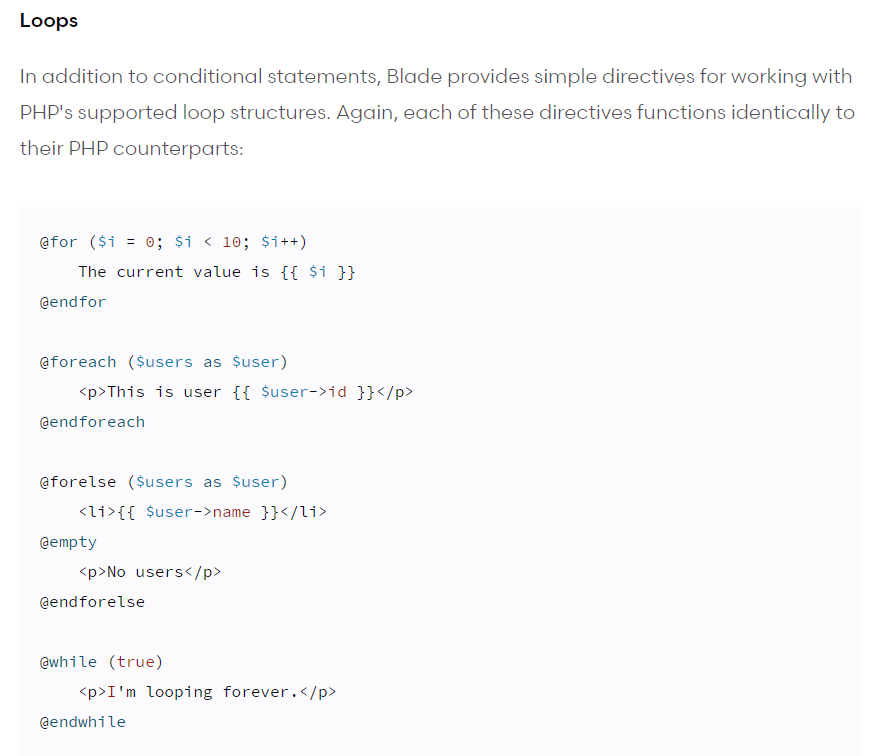 Loops
In addition to conditional statements, Blade provides simple directives for working with
PHP's supported loop structures. Again, each of these directives functions identically to
their PHP counterparts:
@for ($i = 0; $i < 10; $i++)
    The current value is {{ $i }}
@endfor
@foreach ($users as $user)
    <p>This is user {{ $user->id }}</p>
@endforeach
@forelse ($users as $user)
    <li>{{ $user->name }}</li>
@empty
    <p>No users</p>
@endforelse
@while (true)
    <p>I'm looping forever.</p>
@endwhile